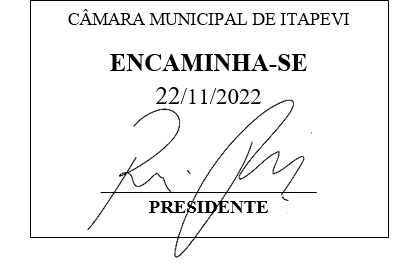 CÂMARA MUNICIPAL DE ITAPEVI
ENCAMINHA-SE
22/11/2022
PRESIDENTE